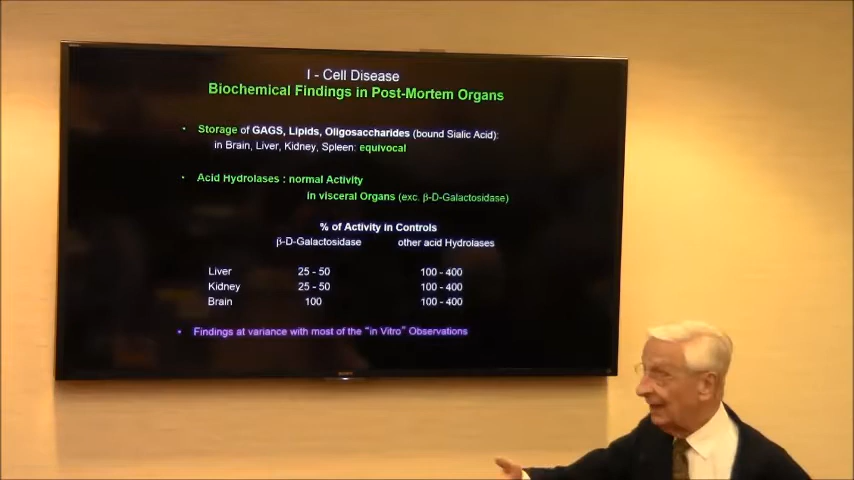 I - Cell Disease
Biochemical Findings in Post-Mortem Organs
• Storage of GAGS, Lipids, Oligosaccharides (bound Sialic Acid):
in Brain, Liver, Kidney, Spleen: equivocal
• Acid Hydrolases : normal Activity
in visceral Organs (exc. β-D-Galactosidase)
% of Activity in Controls
β-D-Galactosidase other acid Hydrolases
Liver 25 - 50 100 - 400
Kidney 25 - 50 100 - 400
Brain 100 100 - 400
• Findings at variance with most of the "in Vitro" Observations
SONY